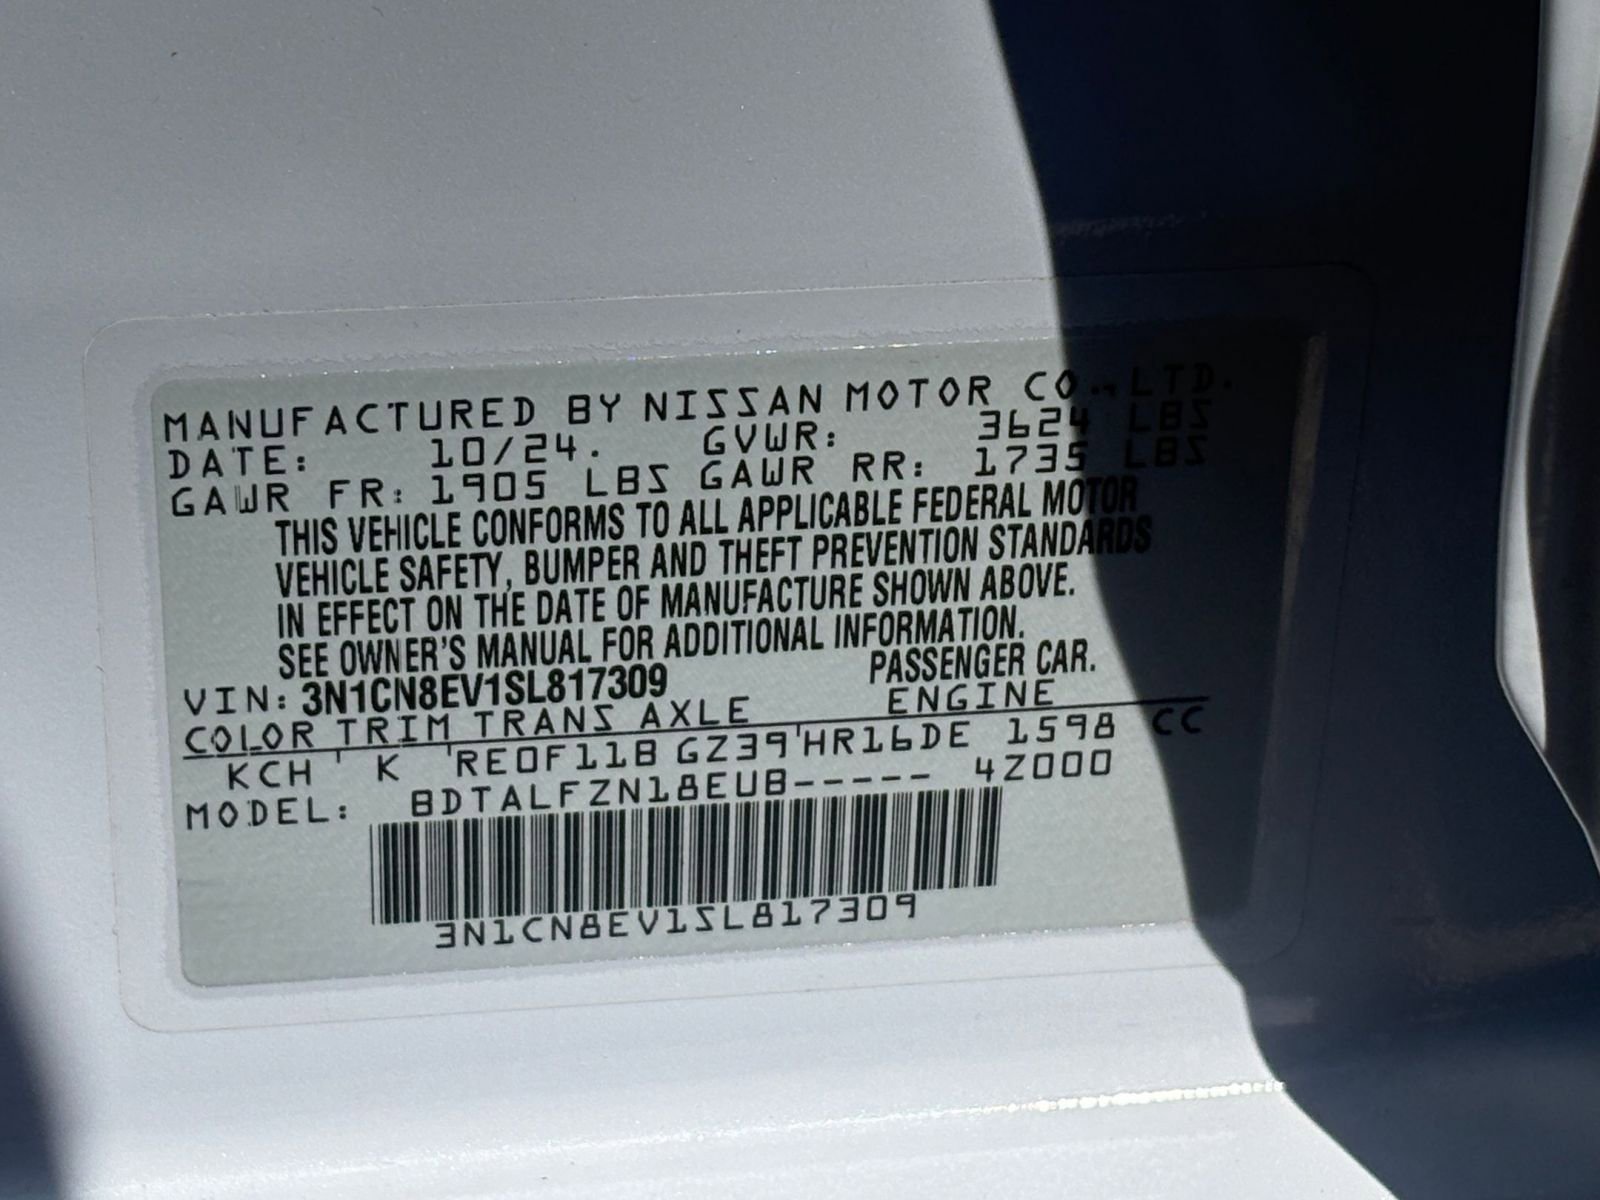 MANUFACTURED BY NISSAN MOTOR CO., LTD.
DATE: 10/24. GVWR: 3624 LBS
GAWR FR: 1905 LBS GAWR RR: 1735 LBS
THIS VEHICLE CONFORMS TO ALL APPLICABLE FEDERAL MOTOR
VEHICLE SAFETY, BUMPER AND THEFT PREVENTION STANDARDS
IN EFFECT ON THE DATE OF MANUFACTURE SHOWN ABOVE.
SEE OWNER'S MANUAL FOR ADDITIONAL INFORMATION.
VIN: 3N1CN8EV1SL817309 PASSENGER CAR.
COLOR TRIM TRANS AXLE ENGINE
KCH K RE0F11B GZ39 HR16DE 1598 CC
MODEL: BDTALFZN18EUB----- 4Z000
3N1CN8EV1SL817309